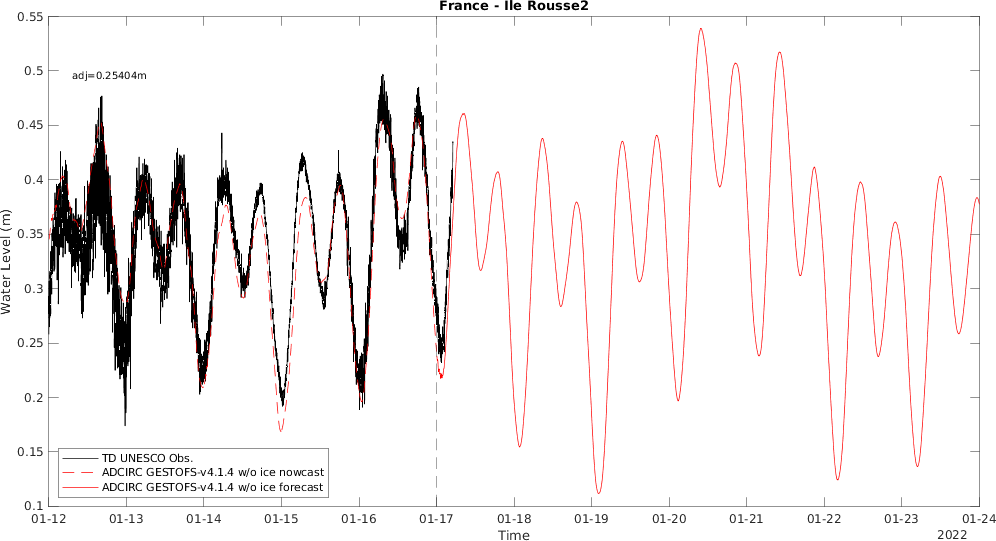 France - Ile Rousse2
adj=0.25404m
Water Level (m)
0.55
0.5
0.45
0.4
0.35
0.3
0.25
0.2
0.15
0.1
TD UNESCO Obs.
ADCIRC GESTOFS-v4.1.4 w/o ice nowcast
ADCIRC GESTOFS-v4.1.4 w/o ice forecast
01-12 01-13 01-14 01-15 01-16 01-17 01-18 01-19 01-20 01-21 01-22 01-23 01-24
Time
2022